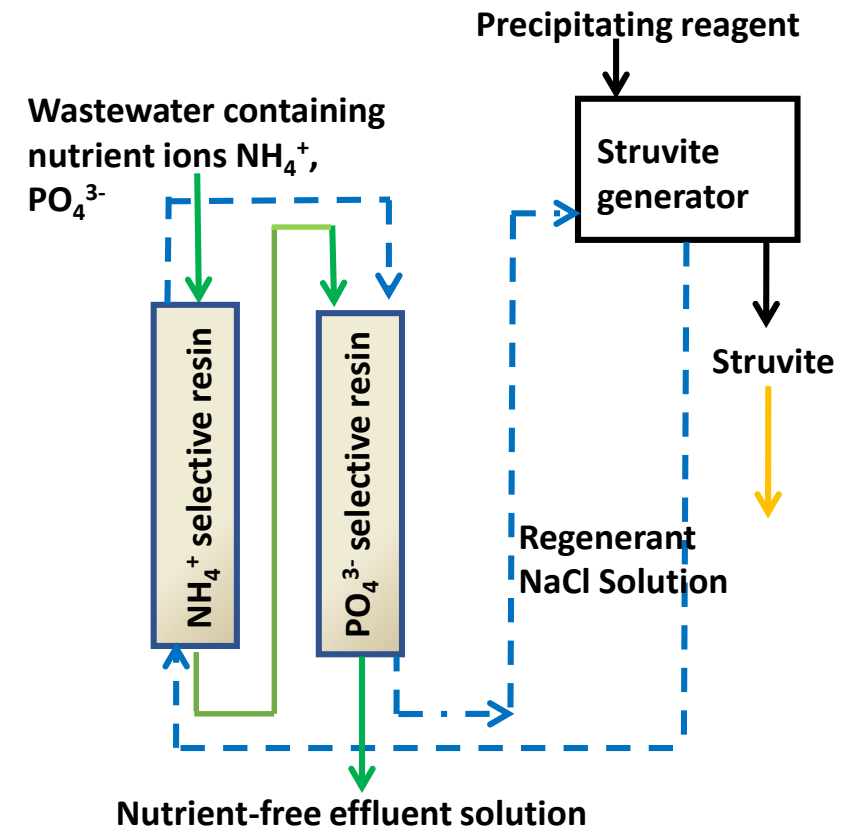 Precipitating reagent
Wastewater containing
nutrient ions NH₄⁺,
PO₄³⁻
Struvite
generator
NH₄⁺ selective resin
PO₄³⁻ selective resin
Struvite
Regenerant
NaCl Solution
Nutrient-free effluent solution